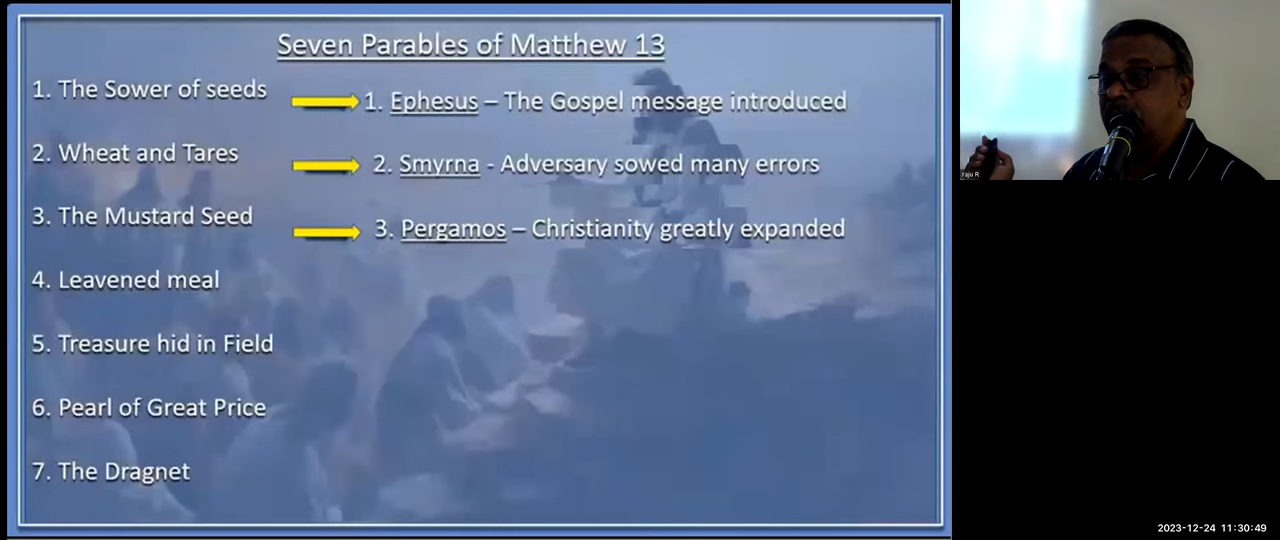 Seven Parables of Matthew 13
1. The Sower of seeds
1. Ephesus – The Gospel message introduced
2. Wheat and Tares
2. Smyrna - Adversary sowed many errors
3. The Mustard Seed
3. Pergamos – Christianity greatly expanded
4. Leavened meal
5. Treasure hid in Field
6. Pearl of Great Price
7. The Dragnet
raju R
2023-12-24 11:30:49